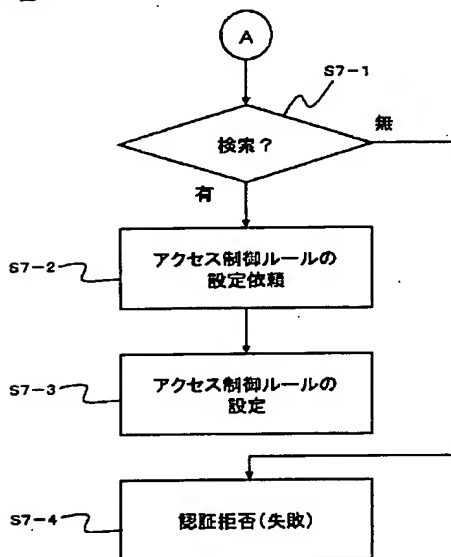 A
S7-1
検索?
無
有
アクセス制御ルールの
設定依頼
S7-2
アクセス制御ルールの
設定
S7-3
認証拒否(失敗)
S7-4